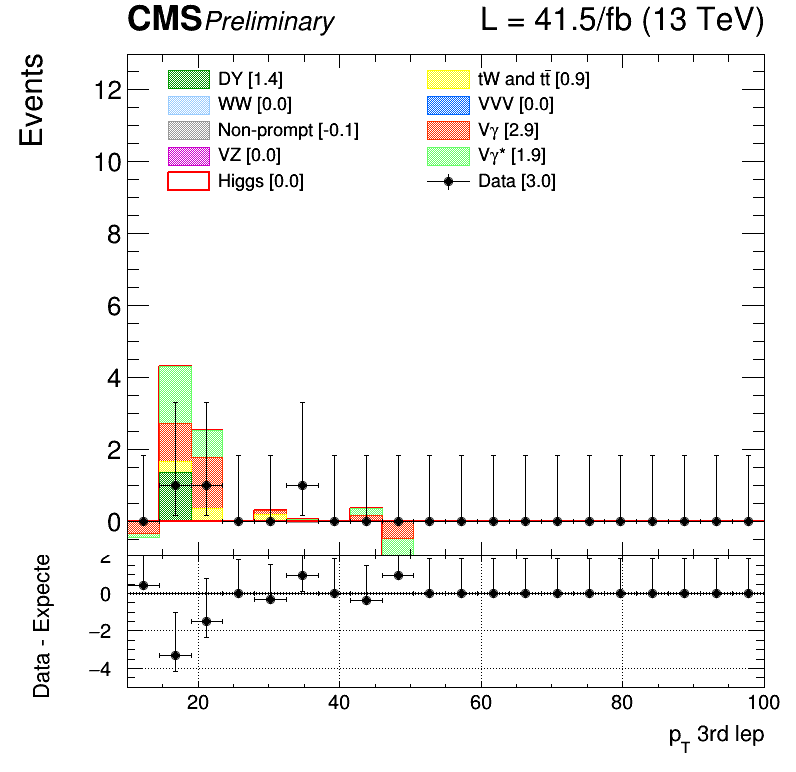 CMS Preliminary L = 41.5/fb (13 TeV)
Events
DY [1.4]
WW [0.0]
Non-prompt [-0.1]
VZ [0.0]
Higgs [0.0]
tW and tt̅ [0.9]
VVV [0.0]
Vγ [2.9]
Vγ* [1.9]
Data [3.0]
12
10
8
6
4
2
0
Data - Expecte
2
0
−2
−4
20 40 60 80 100
pT 3rd lep